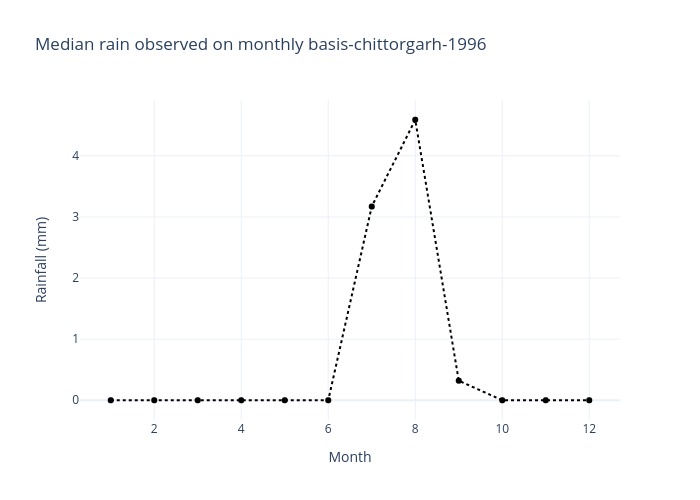 Median rain observed on monthly basis-chittorgarh-1996
Rainfall (mm)
4
3
2
1
0
2 4 6 8 10 12
Month